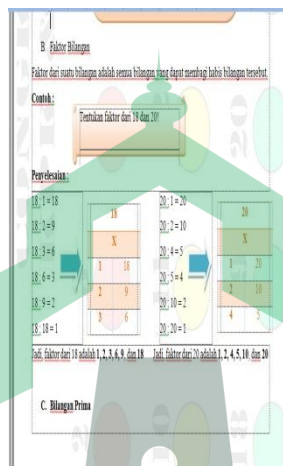 B Faktor Bilangan
Faktor dari suatu bilangan adalah semua bilangan yang dapat membagi habis bilangan tersebut.
Contoh :
Tentukan faktor dari 18 dan 20!
Penyelesaian :
18 : 1 = 18
18 : 2 = 9
18 : 3 = 6
18 : 6 = 3
18 : 9 = 2
18 : 18 = 1
18
X
1 18
2 9
3 6
20 : 1 = 20
20 : 2 = 10
20 : 4 = 5
20 : 5 = 4
20 : 10 = 2
20 : 20 = 1
20
X
1 20
2 10
4 5
Jadi, faktor dari 18 adalah 1, 2, 3, 6, 9, dan 18
Jadi, faktor dari 20 adalah 1, 2, 4, 5, 10, dan 20
C. Bilangan Prima